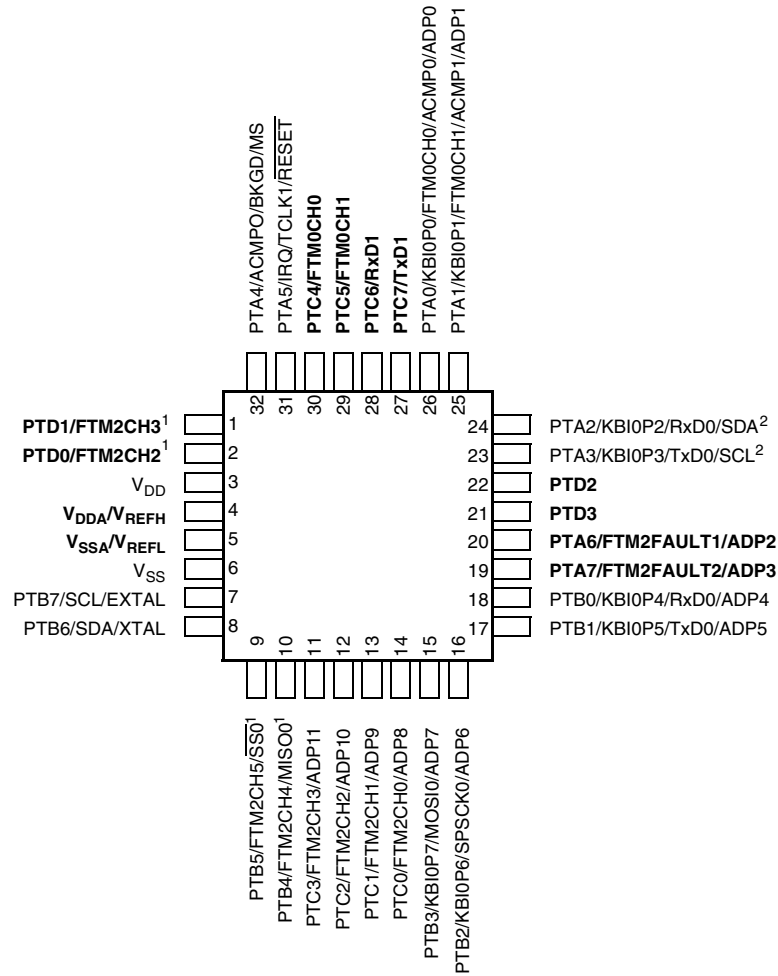 PTA4/ACMPO/BKGD/MS
PTA5/IRQ/TCLK1/RESET
PTC4/FTM0CH0
PTC5/FTM0CH1
PTC6/RxD1
PTC7/TxD1
PTA0/KBI0P0/FTM0CH0/ACMP0/ADP0
PTA1/KBI0P1/FTM0CH1/ACMP1/ADP1
32
31
30
29
28
27
26
25
PTD1/FTM2CH3¹ 1
PTD0/FTM2CH2¹ 2
VDD 3
VDDA/VREFH 4
VSSA/VREFL 5
VSS 6
PTB7/SCL/EXTAL 7
PTB6/SDA/XTAL 8
24 PTA2/KBI0P2/RxD0/SDA²
23 PTA3/KBI0P3/TxD0/SCL²
22 PTD2
21 PTD3
20 PTA6/FTM2FAULT1/ADP2
19 PTA7/FTM2FAULT2/ADP3
18 PTB0/KBI0P4/RxD0/ADP4
17 PTB1/KBI0P5/TxD0/ADP5
9
10
11
12
13
14
15
16
PTB5/FTM2CH5/SS0¹
PTB4/FTM2CH4/MISO0¹
PTC3/FTM2CH3/ADP11
PTC2/FTM2CH2/ADP10
PTC1/FTM2CH1/ADP9
PTC0/FTM2CH0/ADP8
PTB3/KBI0P7/MOSI0/ADP7
PTB2/KBI0P6/SPSCK0/ADP6